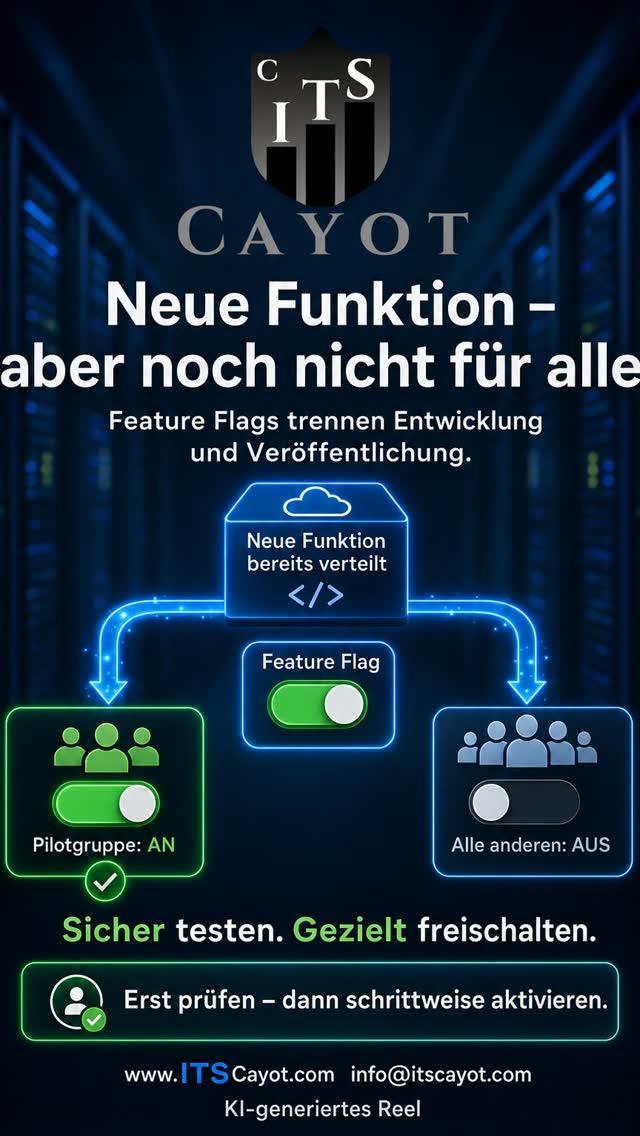 C I T S
CAYOT
Neue Funktion –
aber noch nicht für alle
Feature Flags trennen Entwicklung
und Veröffentlichung.
Neue Funktion
bereits verteilt
</>
Feature Flag
Pilotgruppe: AN
Alle anderen: AUS
Sicher testen. Gezielt freischalten.
Erst prüfen – dann schrittweise aktivieren.
www.ITSCayot.com info@itscayot.com
KI-generiertes Reel